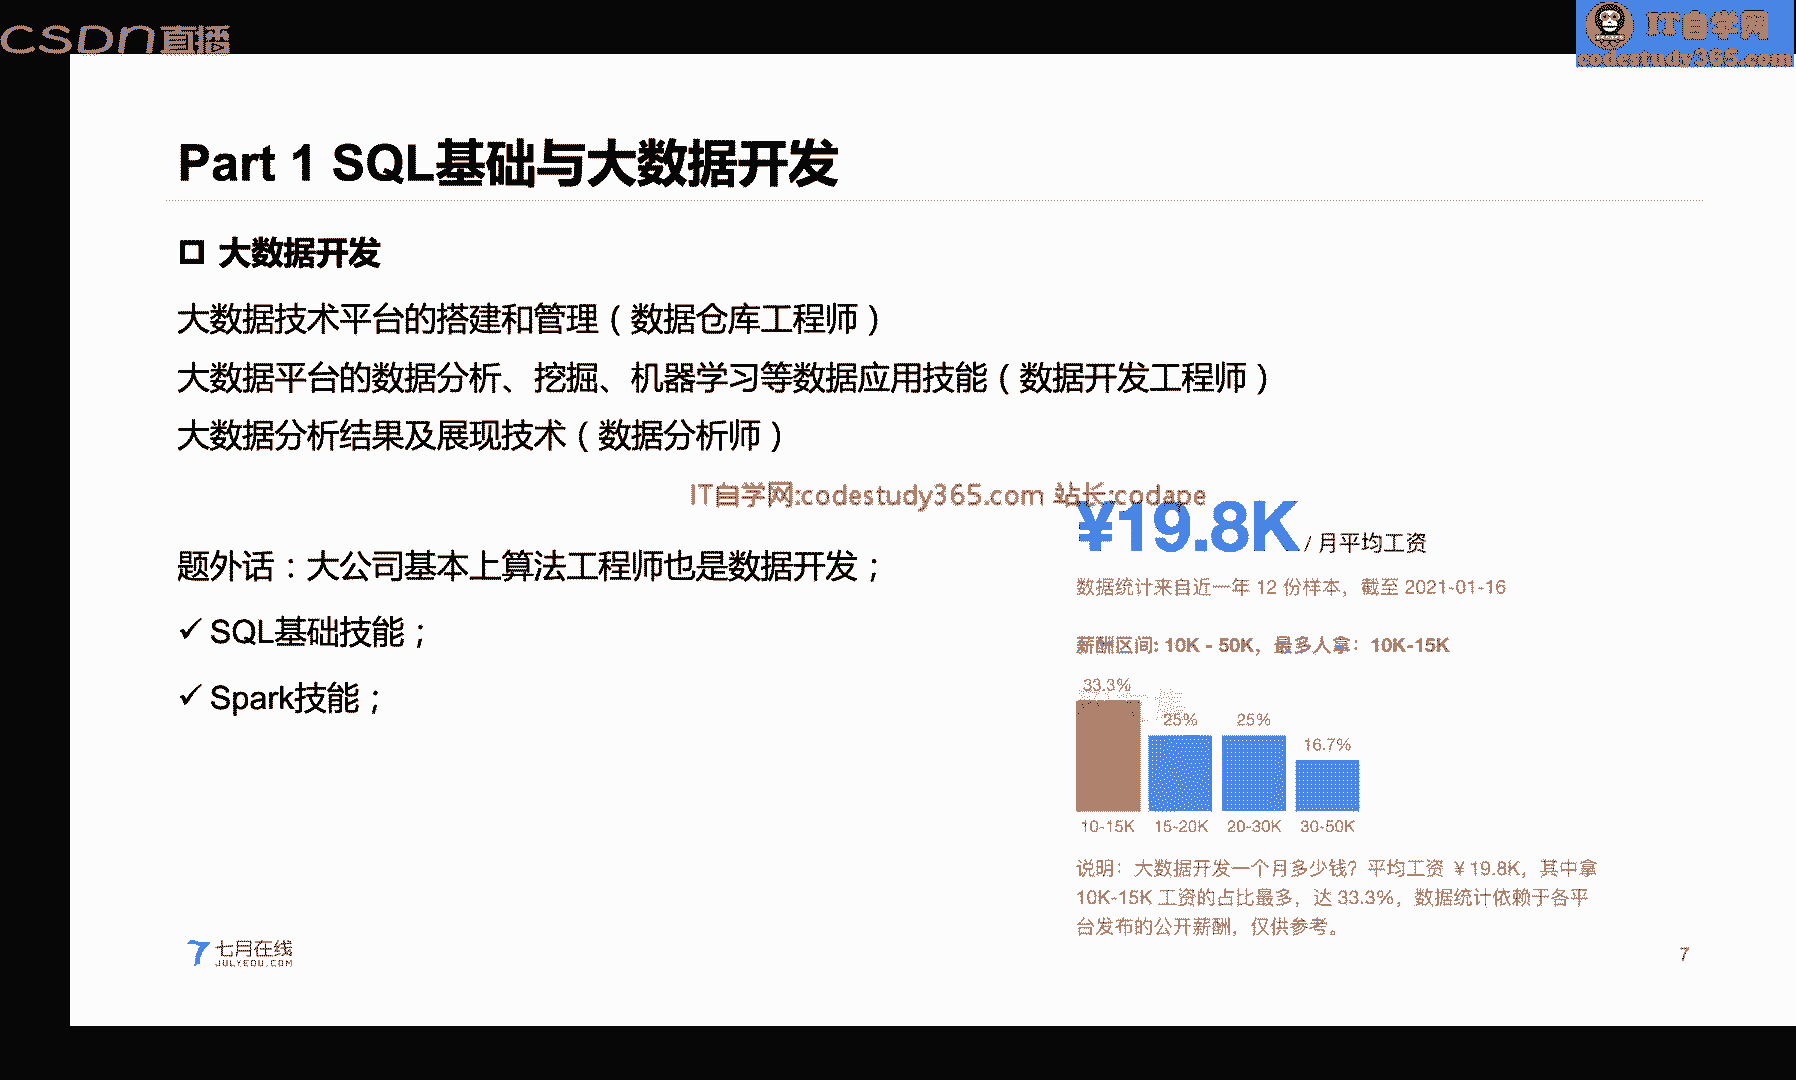 CSDN直播
IT自学网
codestudy365.com
Part 1 SQL基础与大数据开发
大数据开发
大数据技术平台的搭建和管理（数据仓库工程师）
大数据平台的数据分析、挖掘、机器学习等数据应用技能（数据开发工程师）
大数据分析结果及展现技术（数据分析师）
IT自学网:codestudy365.com 站长:codape
¥19.8K / 月平均工资
题外话：大公司基本上算法工程师也是数据开发；
数据统计来自近一年 12 份样本，截至 2021-01-16
✓ SQL基础技能；
薪酬区间: 10K - 50K，最多人拿：10K-15K
✓ Spark技能；
33.3%
25%
25%
16.7%
10-15K 15-20K 20-30K 30-50K
说明：大数据开发一个月多少钱？平均工资 ¥ 19.8K，其中拿
10K-15K 工资的占比最多，达 33.3%，数据统计依赖于各平
台发布的公开薪酬，仅供参考。
七月在线
JULYEDU.COM
7